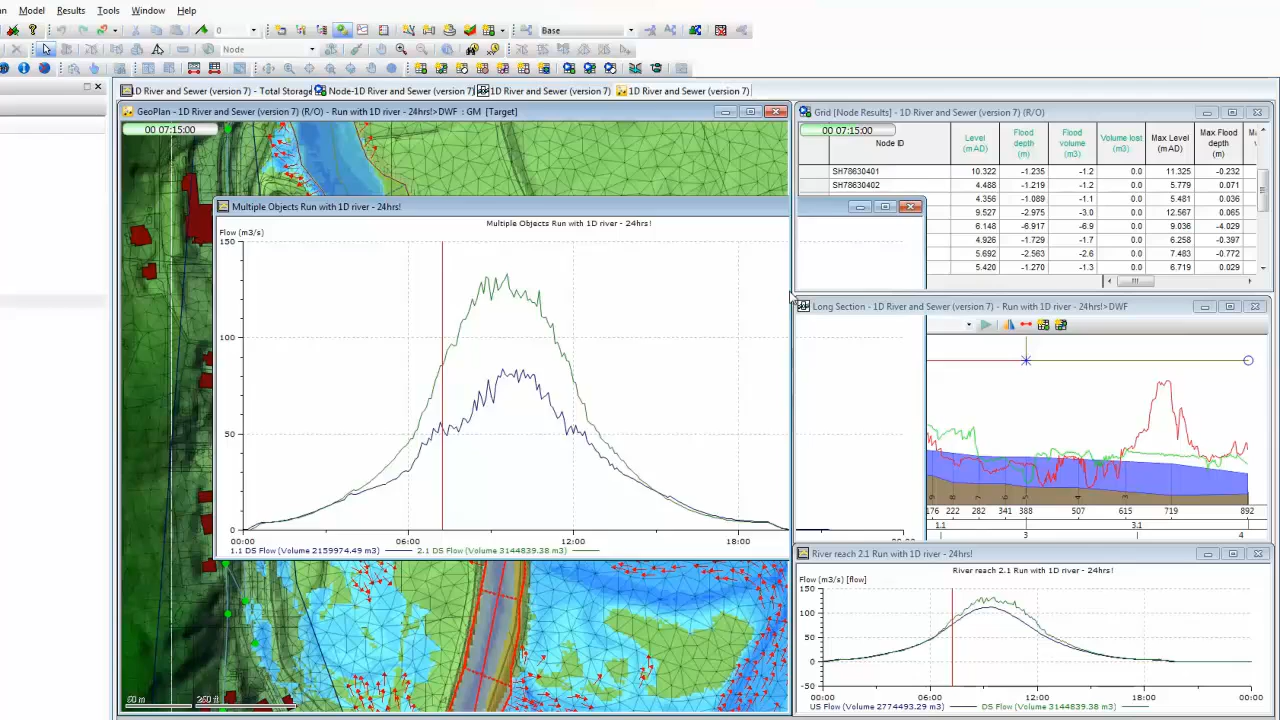 Model Results Tools Window Help
0 Base
Node
D River and Sewer (version 7) - Total Storage Node-1D River and Sewer (version 7) 1D River and Sewer (version 7) 1D River and Sewer (version 7)
GeoPlan - 1D River and Sewer (version 7) (R/O) - Run with 1D river - 24hrs!>DWF : GM [Target]
00 07:15:00
Multiple Objects Run with 1D river - 24hrs!
Multiple Objects Run with 1D river - 24hrs!
Flow (m3/s)
150
100
50
0
00:00 06:00 12:00 18:00
1.1 DS Flow (Volume 2159974.49 m3) 2.1 DS Flow (Volume 3144839.38 m3)
50 m 250 ft
Grid [Node Results] - 1D River and Sewer (version 7) (R/O)
00 07:15:00
Node ID Level (mAD) Flood depth (m) Flood volume (m3) Volume lost (m3) Max Level (mAD) Max Flood depth (m)
SH78630401 10.322 -1.235 -1.2 0.0 11.325 -0.232
SH78630402 4.488 -1.219 -1.2 0.0 5.779 0.071
4.356 -1.089 -1.1 0.0 5.481 0.036
9.527 -2.975 -3.0 0.0 12.567 0.065
6.148 -6.917 -6.9 0.0 9.036 -4.029
4.926 -1.729 -1.7 0.0 6.258 -0.397
5.692 -2.563 -2.6 0.0 7.483 -0.772
5.420 -1.270 -1.3 0.0 6.719 0.029
Long Section - 1D River and Sewer (version 7) - Run with 1D river - 24hrs!>DWF
176 222 282 341 388 507 615 719 892
1.1 3 3.1 4
River reach 2.1 Run with 1D river - 24hrs!
River reach 2.1 Run with 1D river - 24hrs!
Flow (m3/s) [flow]
150
100
50
0
-50
00:00 06:00 12:00 18:00 00:00
US Flow (Volume 2774493.29 m3) DS Flow (Volume 3144839.38 m3)